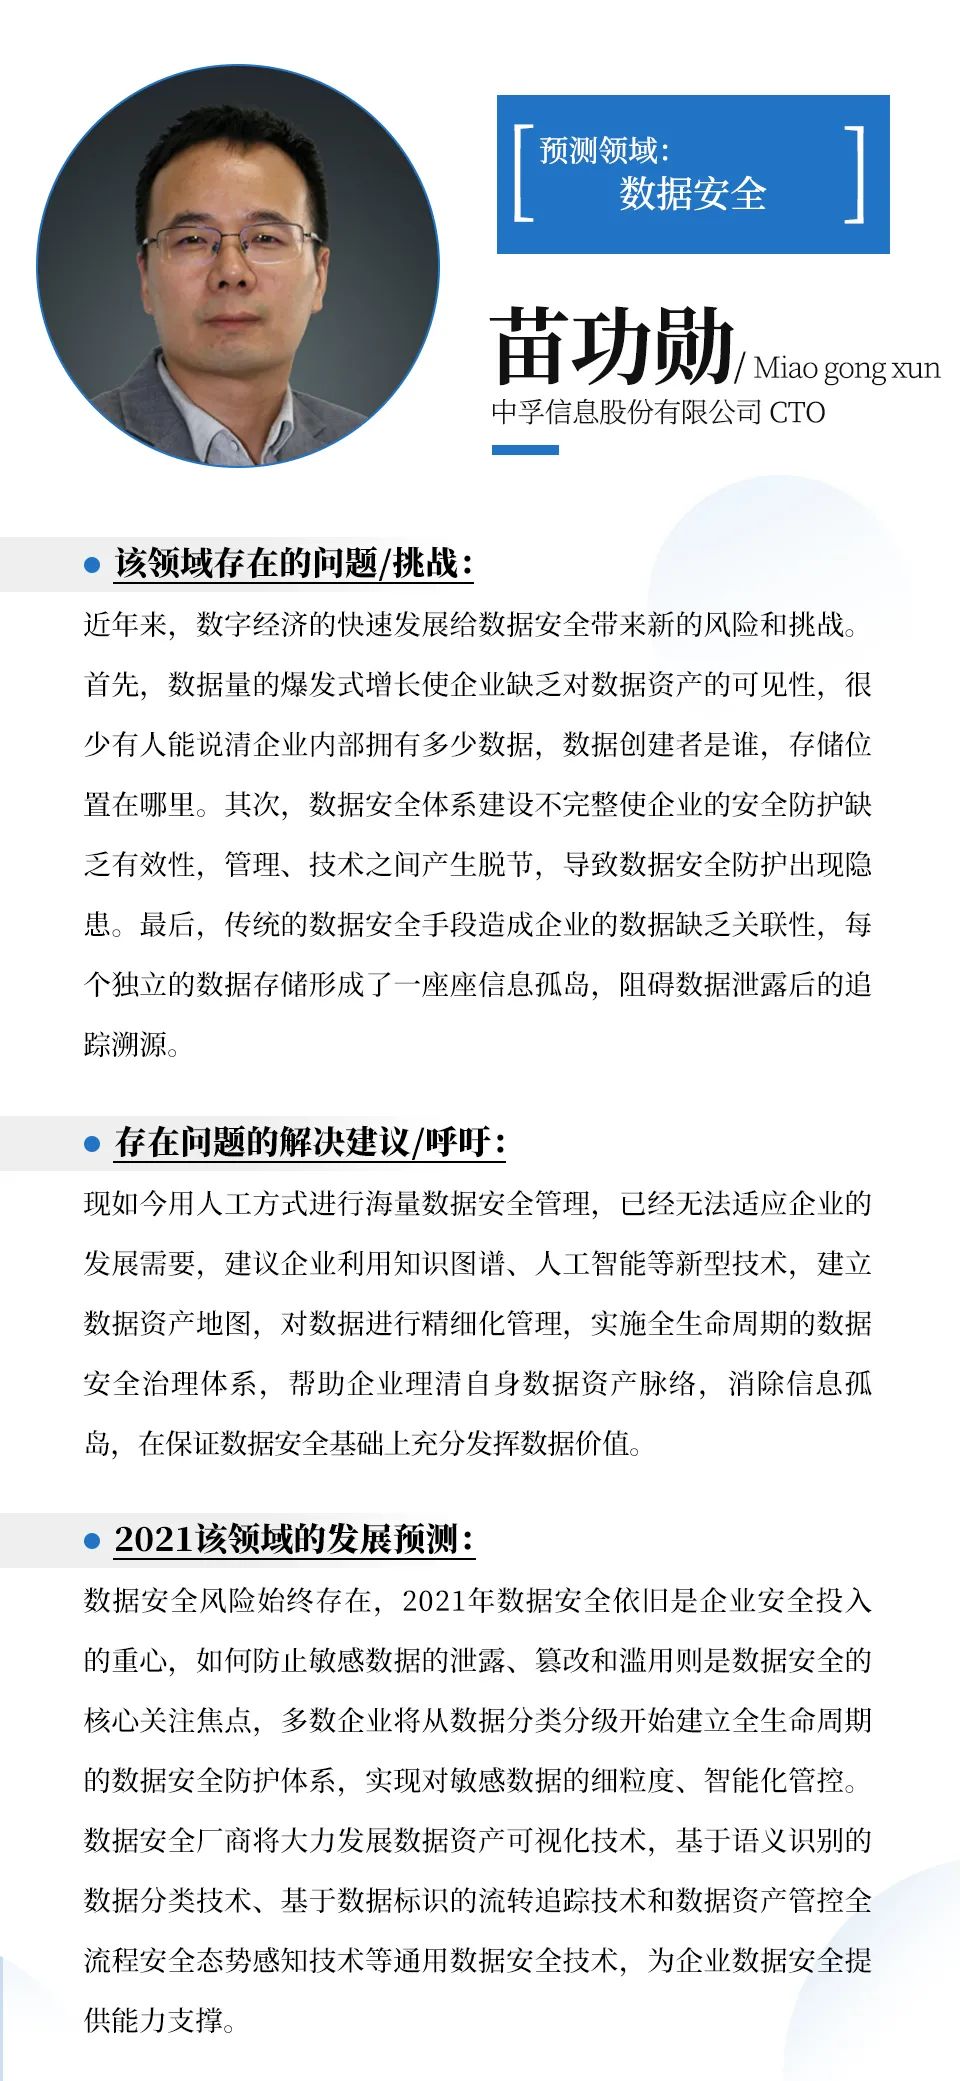 预测领域：
数据安全
苗功勋/ Miao gong xun
中孚信息股份有限公司 CTO
该领域存在的问题/挑战：
近年来，数字经济的快速发展给数据安全带来新的风险和挑战。
首先，数据量的爆发式增长使企业缺乏对数据资产的可见性，很
少有人能说清企业内部拥有多少数据，数据创建者是谁，存储位
置在哪里。其次，数据安全体系建设不完整使企业的安全防护缺
乏有效性，管理、技术之间产生脱节，导致数据安全防护出现隐
患。最后，传统的数据安全手段造成企业的数据缺乏关联性，每
个独立的数据存储形成了一座座信息孤岛，阻碍数据泄露后的追
踪溯源。
存在问题的解决建议/呼吁：
现如今用人工方式进行海量数据安全管理，已经无法适应企业的
发展需要，建议企业利用知识图谱、人工智能等新型技术，建立
数据资产地图，对数据进行精细化管理，实施全生命周期的数据
安全治理体系，帮助企业理清自身数据资产脉络，消除信息孤
岛，在保证数据安全基础上充分发挥数据价值。
2021该领域的发展预测：
数据安全风险始终存在，2021年数据安全依旧是企业安全投入
的重心，如何防止敏感数据的泄露、篡改和滥用则是数据安全的
核心关注焦点，多数企业将从数据分类分级开始建立全生命周期
的数据安全防护体系，实现对敏感数据的细粒度、智能化管控。
数据安全厂商将大力发展数据资产可视化技术，基于语义识别的
数据分类技术、基于数据标识的流转追踪技术和数据资产管控全
流程安全态势感知技术等通用数据安全技术，为企业数据安全提
供能力支撑。